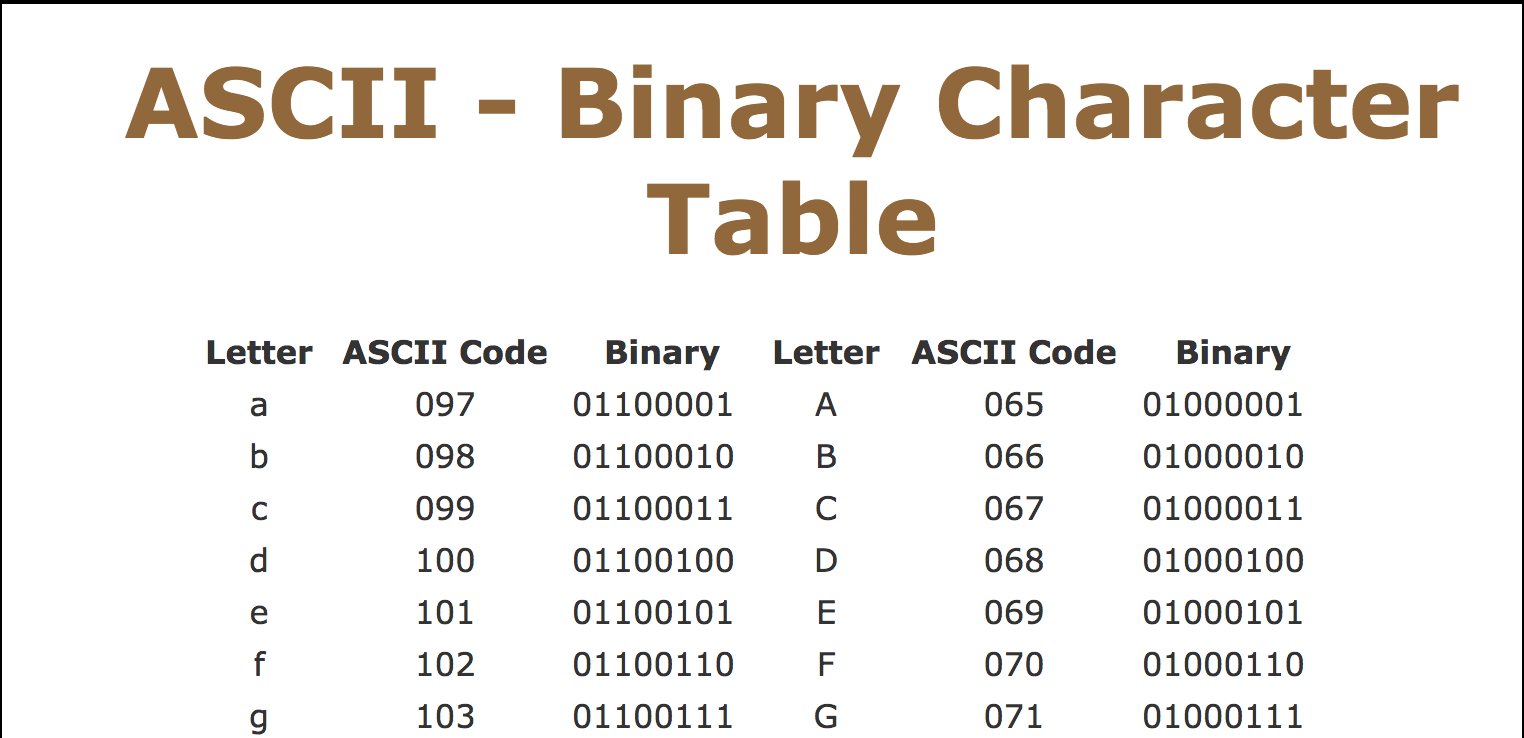 ASCII - Binary Character
Table
Letter ASCII Code Binary Letter ASCII Code Binary
a 097 01100001 A 065 01000001
b 098 01100010 B 066 01000010
c 099 01100011 C 067 01000011
d 100 01100100 D 068 01000100
e 101 01100101 E 069 01000101
f 102 01100110 F 070 01000110
g 103 01100111 G 071 01000111